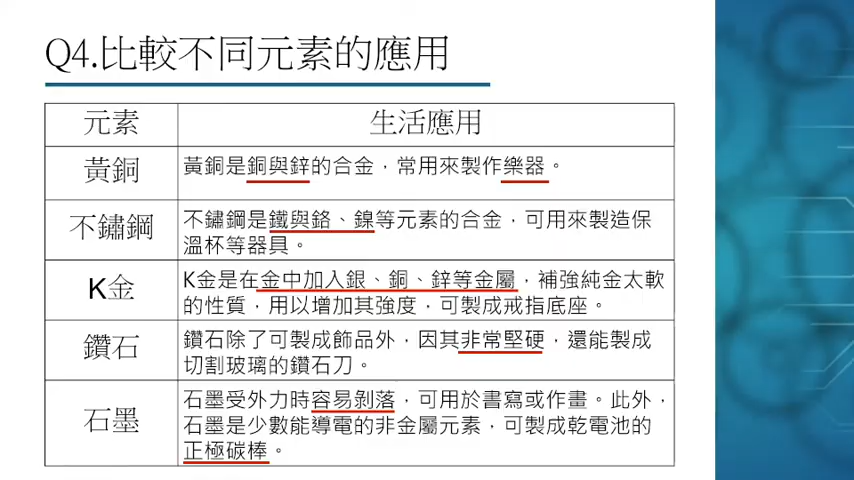 Q4.比較不同元素的應用
元素 生活應用
黃銅 黃銅是銅與鋅的合金，常用來製作樂器。
不鏽鋼 不鏽鋼是鐵與鉻、鎳等元素的合金，可用來製造保
溫杯等器具。
K金 K金是在金中加入銀、銅、鋅等金屬，補強純金太軟
的性質，用以增加其強度，可製成戒指底座。
鑽石 鑽石除了可製成飾品外，因其非常堅硬，還能製成
切割玻璃的鑽石刀。
石墨 石墨受外力時容易剝落，可用於書寫或作畫。此外，
石墨是少數能導電的非金屬元素，可製成乾電池的
正極碳棒。